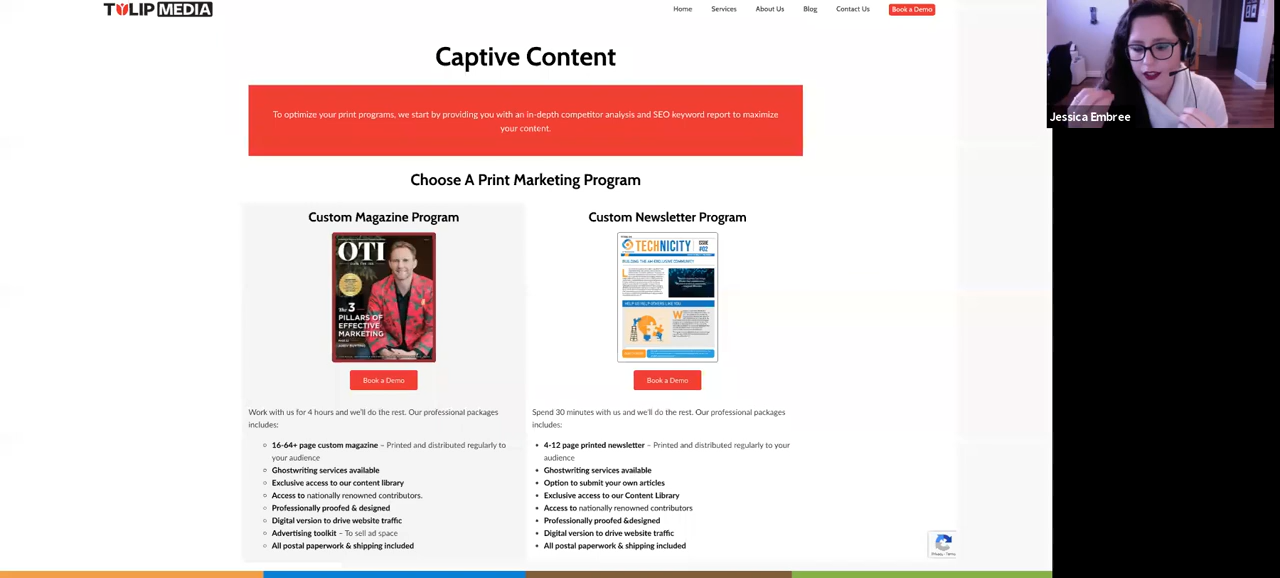 TULIP MEDIA
Home Services About Us Blog Contact Us Book a Demo
Jessica Embree
Captive Content
To optimize your print programs, we start by providing you with an in-depth competitor analysis and SEO keyword report to maximize
your content.
Choose A Print Marketing Program
Custom Magazine Program
OTI
The 3
PILLARS OF
EFFECTIVE
MARKETING
Book a Demo
Work with us for 4 hours and we'll do the rest. Our professional packages
includes:
16-64+ page custom magazine – Printed and distributed regularly to
your audience
Ghostwriting services available
Exclusive access to our content library
Access to nationally renowned contributors.
Professionally proofed & designed
Digital version to drive website traffic
Advertising toolkit – To sell ad space
All postal paperwork & shipping included
Custom Newsletter Program
TECHNICITY
ISSUE
#02
Book a Demo
Spend 30 minutes with us and we'll do the rest. Our professional packages
includes:
4-12 page printed newsletter – Printed and distributed regularly to your
audience
Ghostwriting services available
Option to submit your own articles
Exclusive access to our Content Library
Access to nationally renowned contributors
Professionally proofed &designed
Digital version to drive website traffic
All postal paperwork & shipping included
Privacy - Terms